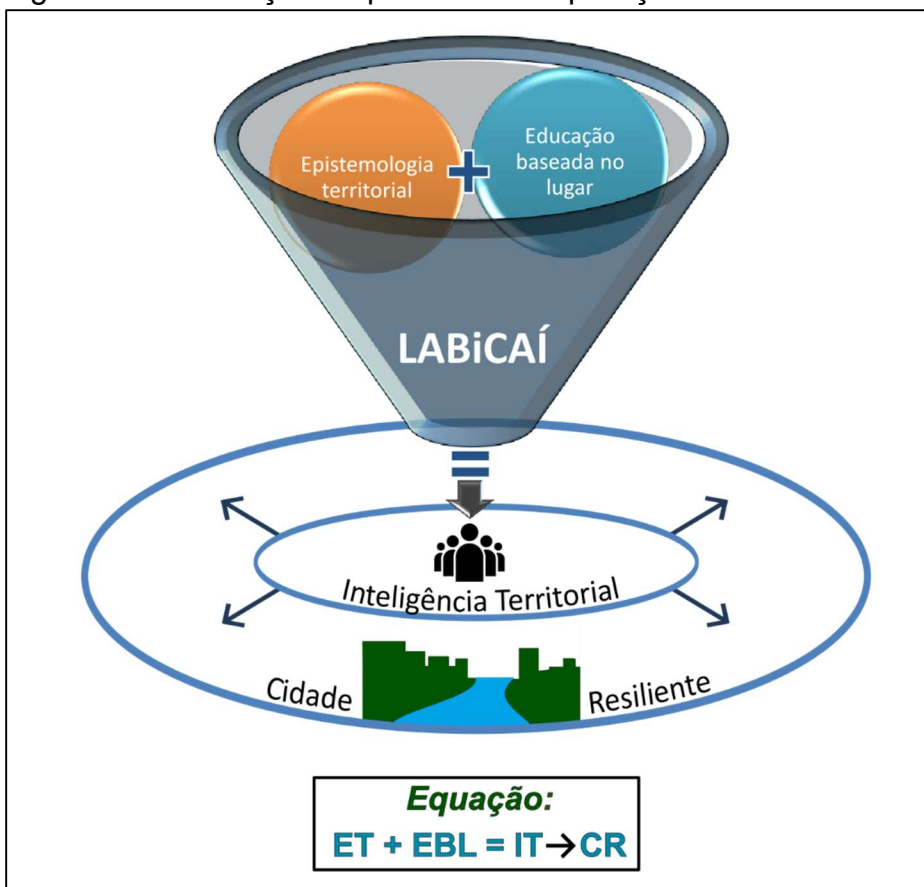 Epistemologia
territorial
+
Educação
baseada no
lugar
LABiCAÍ
=
Inteligência Territorial
Cidade
Resiliente
Equação:
ET + EBL = IT→CR